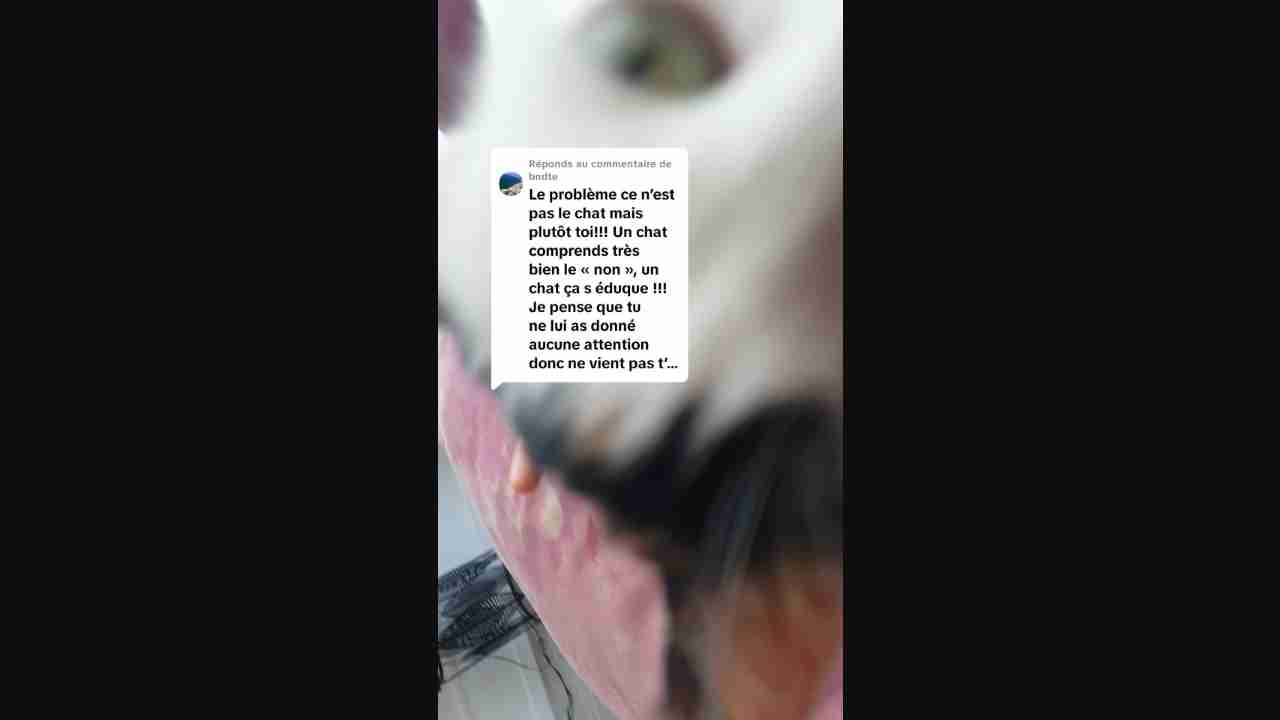 Réponds au commentaire de
bndte
Le problème ce n’est
pas le chat mais
plutôt toi!!! Un chat
comprends très
bien le « non », un
chat ça s éduque !!!
Je pense que tu
ne lui as donné
aucune attention
donc ne vient pas t’...